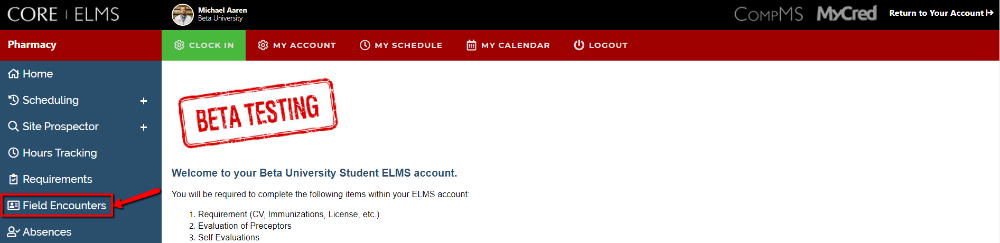 CORE | ELMS
Michael Aaren
Beta University
COMPMS
MyCred
Return to Your Account
Pharmacy
CLOCK IN
MY ACCOUNT
MY SCHEDULE
MY CALENDAR
LOGOUT
Home
Scheduling +
Site Prospector +
Hours Tracking
Requirements
Field Encounters
Absences
BETA TESTING
Welcome to your Beta University Student ELMS account.
You will be required to complete the following items within your ELMS account:
1. Requirement (CV, Immunizations, License, etc.)
2. Evaluation of Preceptors
3. Self Evaluations